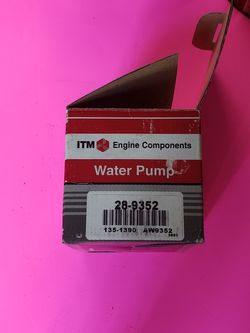 ITM Engine Components
Water Pump
28-9352
135-1390 AW9352